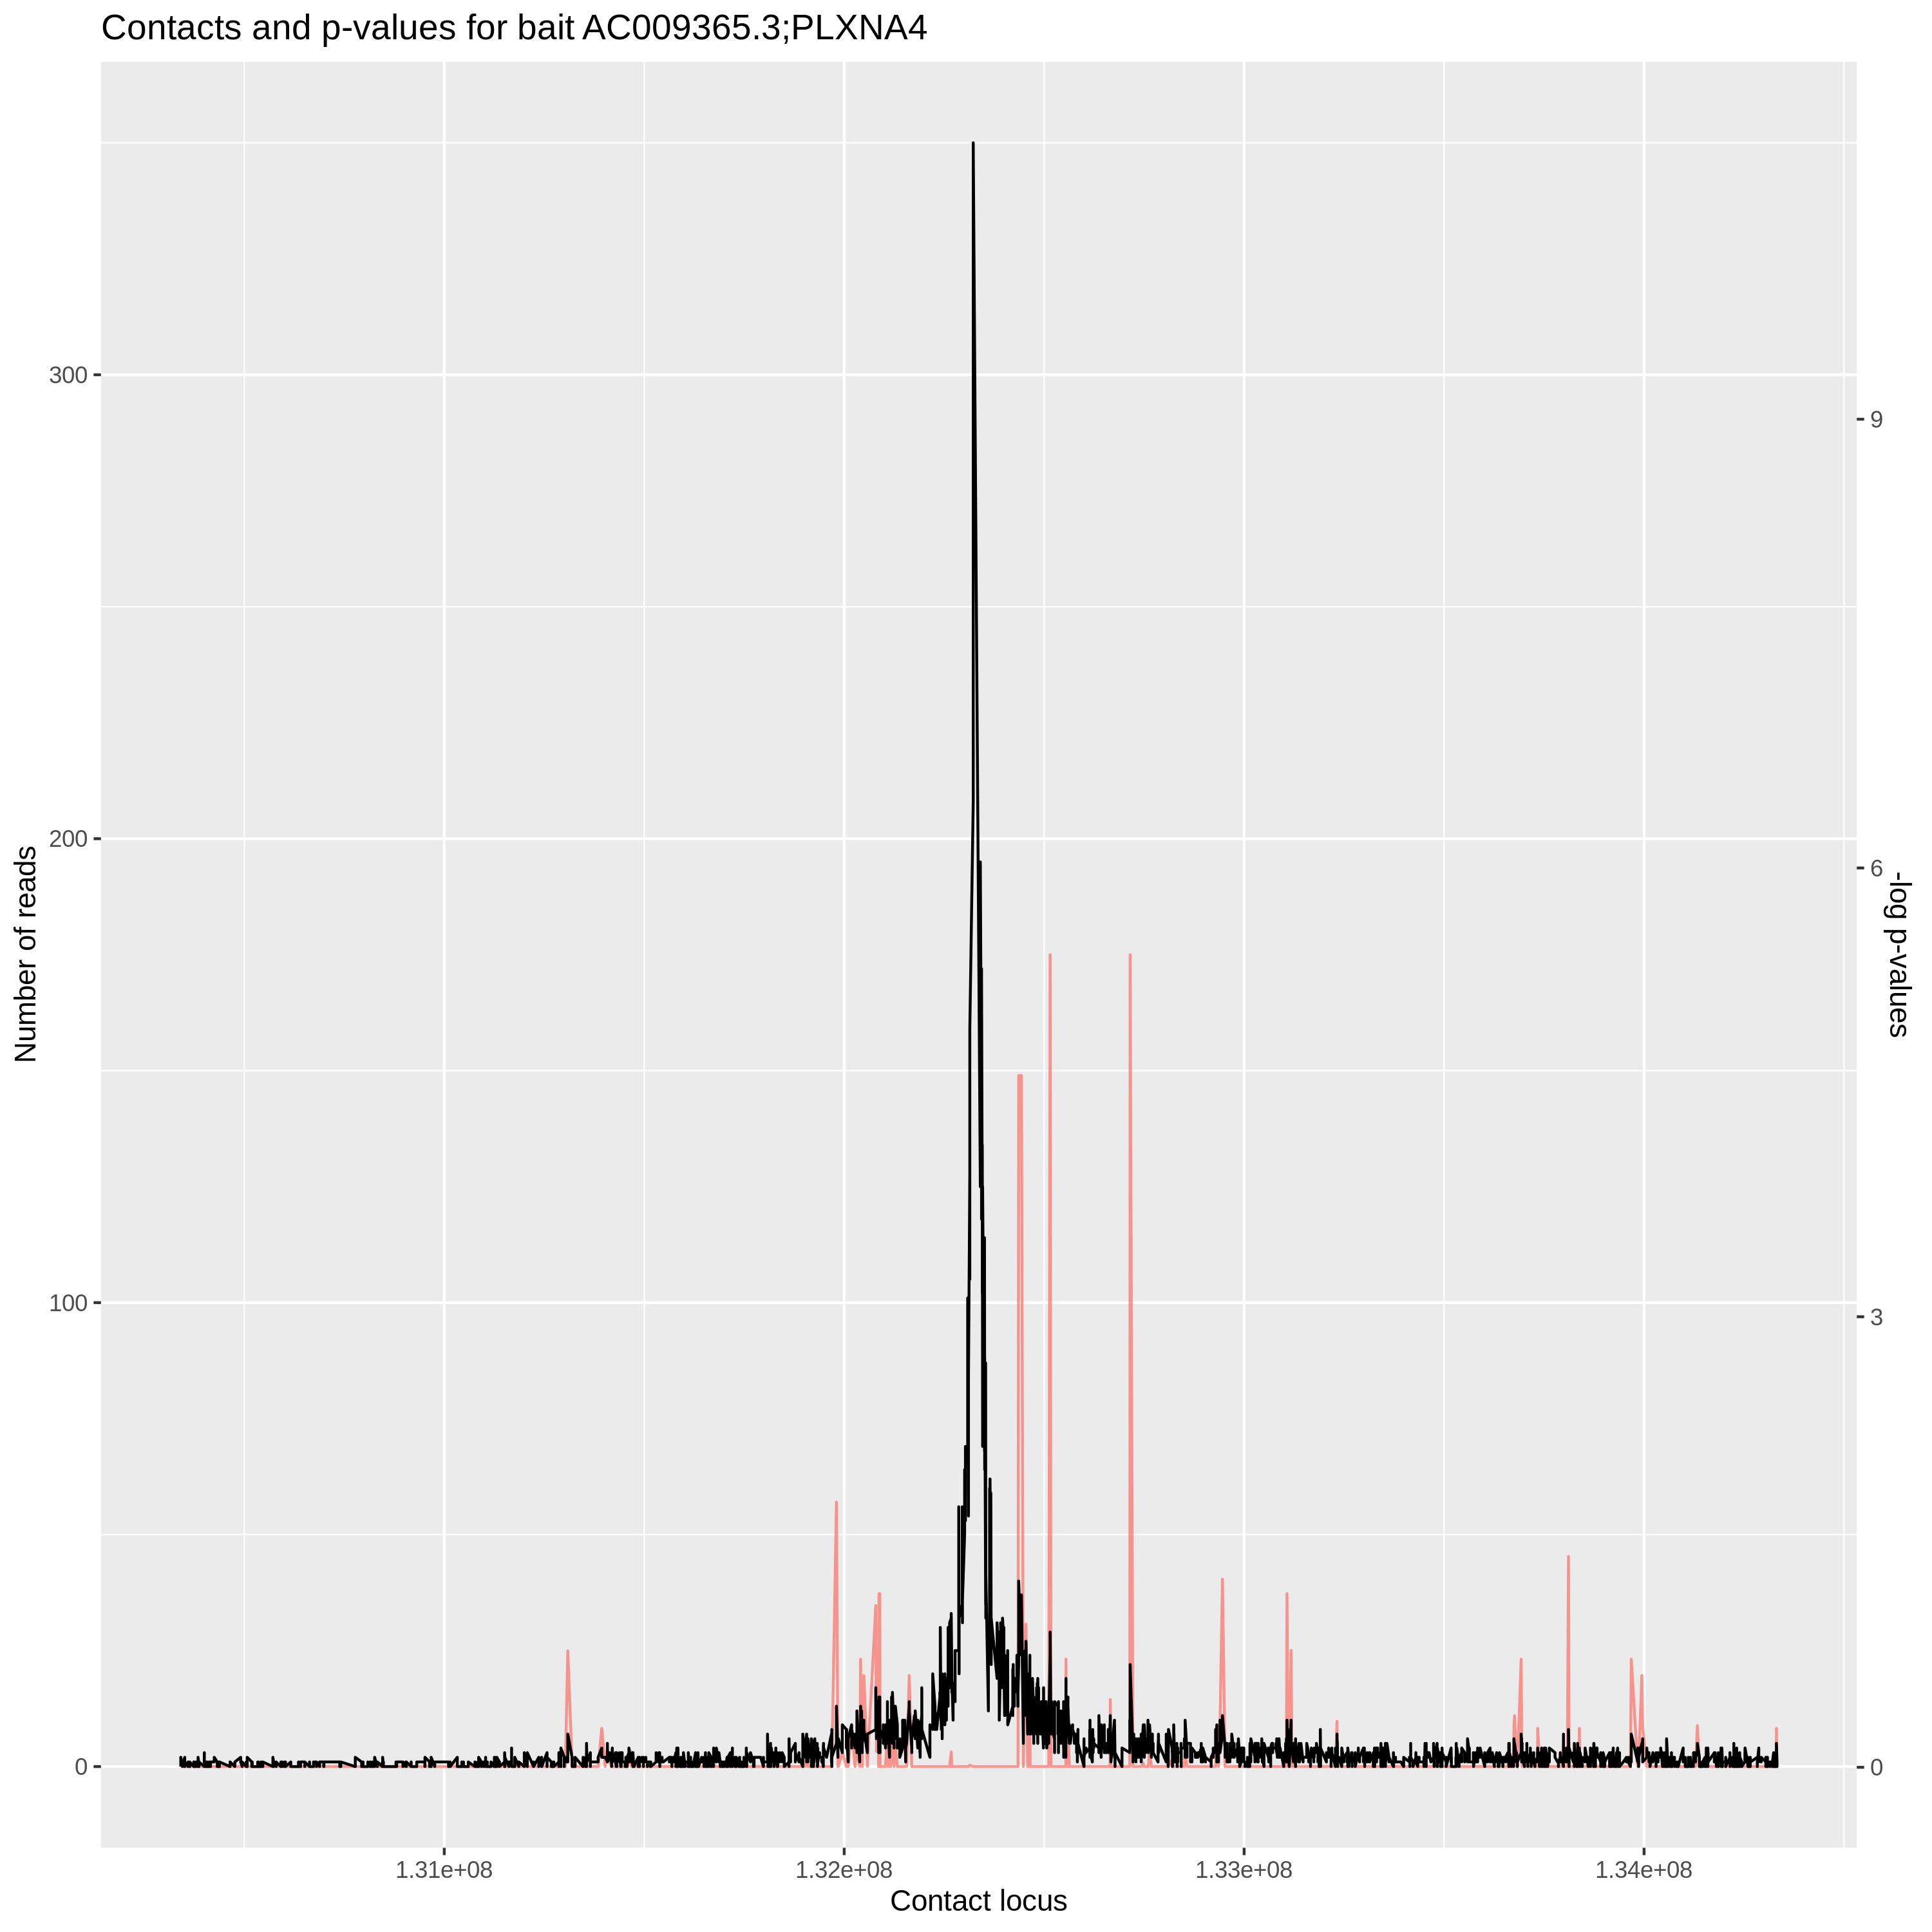 Contacts and p-values for bait AC009365.3;PLXNA4
Number of reads
300
200
100
0
9
6
3
0
-log p-values
1.31e+08
1.32e+08
1.33e+08
1.34e+08
Contact locus